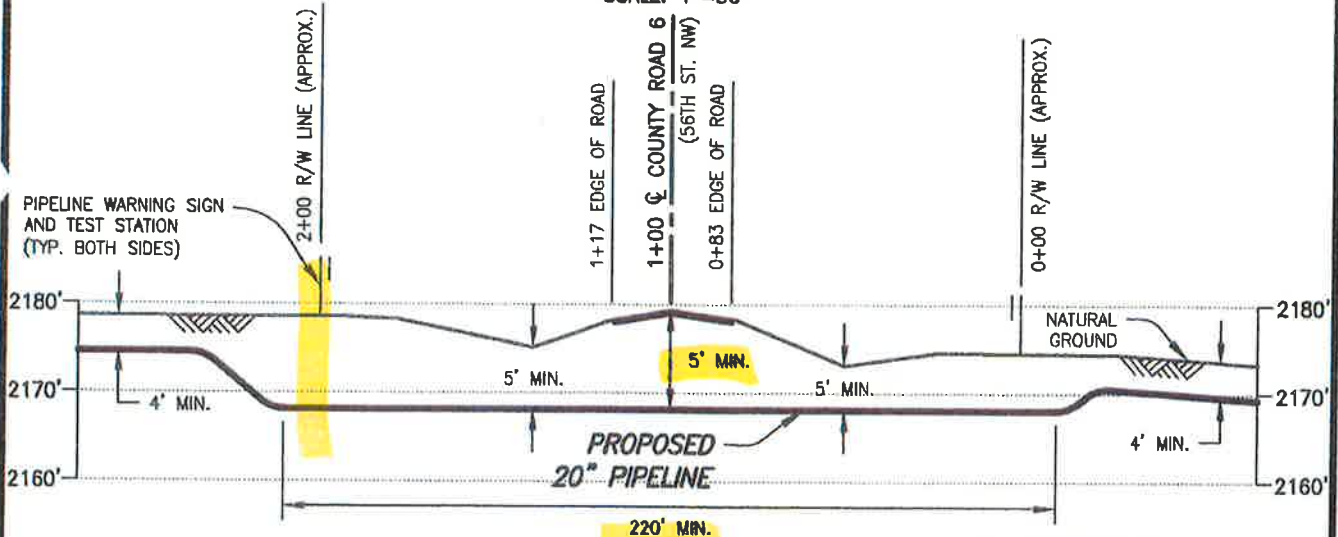 2+00 R/W LINE (APPROX.)
1+17 EDGE OF ROAD
1+00 ℄ COUNTY ROAD 6
(56TH ST. NW)
0+83 EDGE OF ROAD
0+00 R/W LINE (APPROX.)
PIPELINE WARNING SIGN
AND TEST STATION
(TYP. BOTH SIDES)
2180'
2180'
NATURAL
GROUND
5' MIN.
5' MIN.
5' MIN.
2170'
2170'
4' MIN.
4' MIN.
PROPOSED
20" PIPELINE
2160'
2160'
220' MIN.